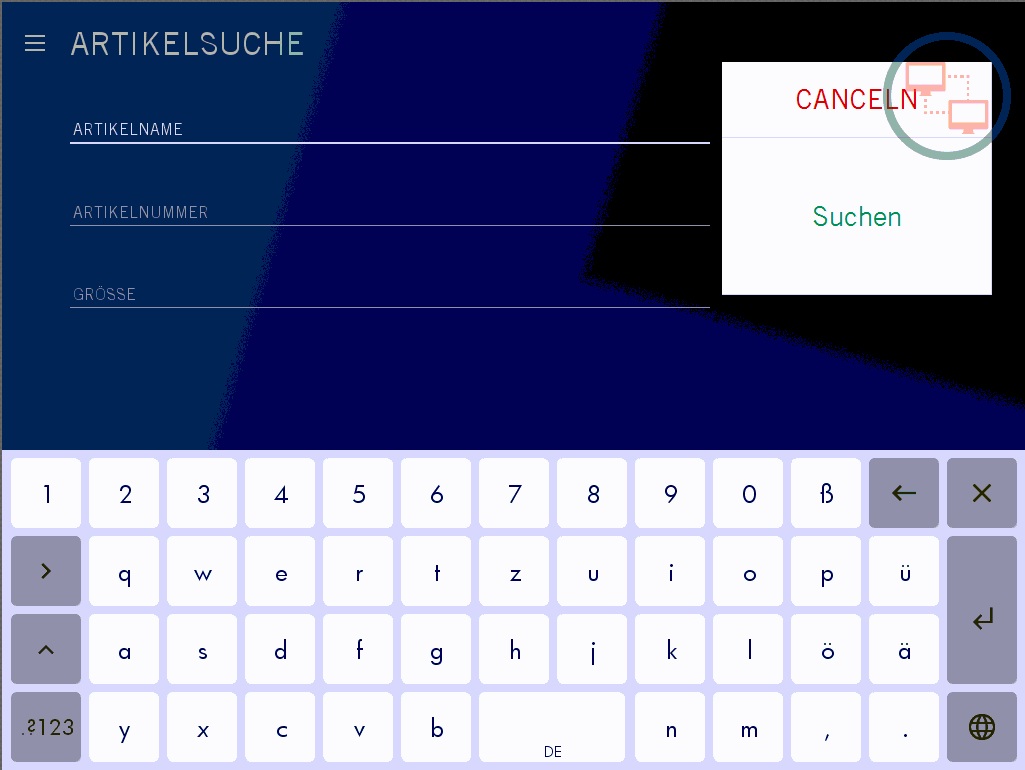 ARTIKELSUCHE
ARTIKELNAME
ARTIKELNUMMER
GRÖSSE
CANCELN
Suchen
1 2 3 4 5 6 7 8 9 0 ß
q w e r t z u i o p ü
a s d f g h j k l ö ä
.?123 y x c v b DE n m , .